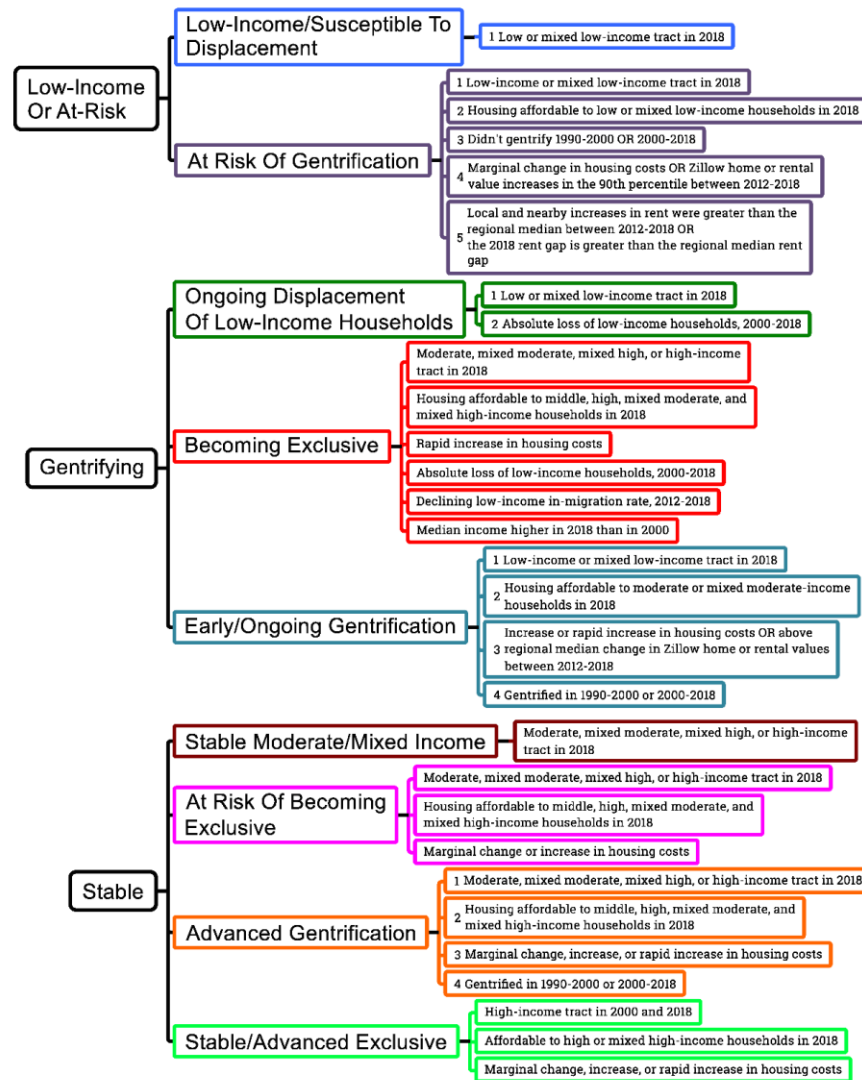 Low-Income/Susceptible To
Displacement
1 Low or mixed low-income tract in 2018
Low-Income
Or At-Risk
At Risk Of Gentrification
1 Low-income or mixed low-income tract in 2018
2 Housing affordable to low or mixed low-income households in 2018
3 Didn't gentrify 1990-2000 OR 2000-2018
4 Marginal change in housing costs OR Zillow home or rental
value increases in the 90th percentile between 2012-2018
5 Local and nearby increases in rent were greater than the
regional median between 2012-2018 OR
the 2018 rent gap is greater than the regional median rent
gap
Gentrifying
Ongoing Displacement
Of Low-Income Households
1 Low or mixed low-income tract in 2018
2 Absolute loss of low-income households, 2000-2018
Becoming Exclusive
Moderate, mixed moderate, mixed high, or high-income
tract in 2018
Housing affordable to middle, high, mixed moderate, and
mixed high-income households in 2018
Rapid increase in housing costs
Absolute loss of low-income households, 2000-2018
Declining low-income in-migration rate, 2012-2018
Median income higher in 2018 than in 2000
Early/Ongoing Gentrification
1 Low-income or mixed low-income tract in 2018
2 Housing affordable to moderate or mixed moderate-income
households in 2018
3 Increase or rapid increase in housing costs OR above
regional median change in Zillow home or rental values
between 2012-2018
4 Gentrified in 1990-2000 or 2000-2018
Stable
Stable Moderate/Mixed Income
Moderate, mixed moderate, mixed high, or high-income
tract in 2018
At Risk Of Becoming
Exclusive
Moderate, mixed moderate, mixed high, or high-income tract in 2018
Housing affordable to middle, high, mixed moderate, and
mixed high-income households in 2018
Marginal change or increase in housing costs
Advanced Gentrification
1 Moderate, mixed moderate, mixed high, or high-income tract in 2018
2 Housing affordable to middle, high, mixed moderate, and
mixed high-income households in 2018
3 Marginal change, increase, or rapid increase in housing costs
4 Gentrified in 1990-2000 or 2000-2018
Stable/Advanced Exclusive
High-income tract in 2000 and 2018
Affordable to high or mixed high-income households in 2018
Marginal change, increase, or rapid increase in housing costs